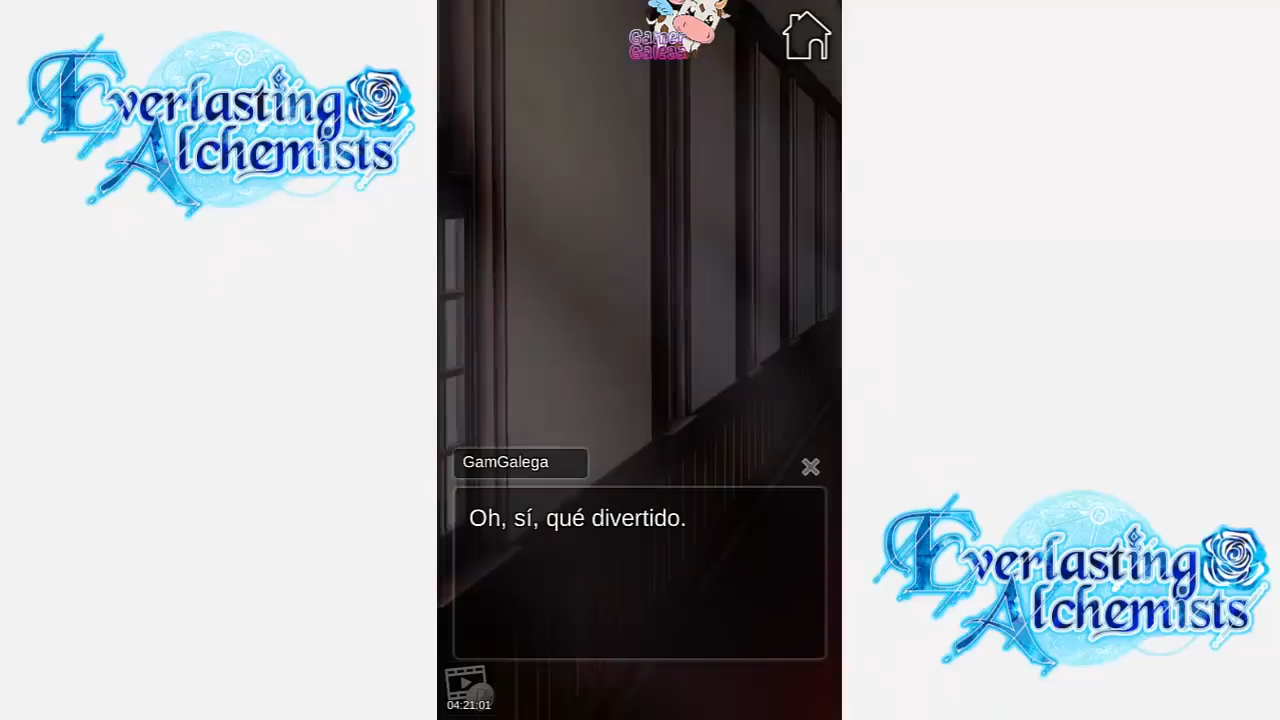 Everlasting
Alchemists
Gamer
Galega
GamGalega
Oh, sí, qué divertido.
04:21:01
Everlasting
Alchemists